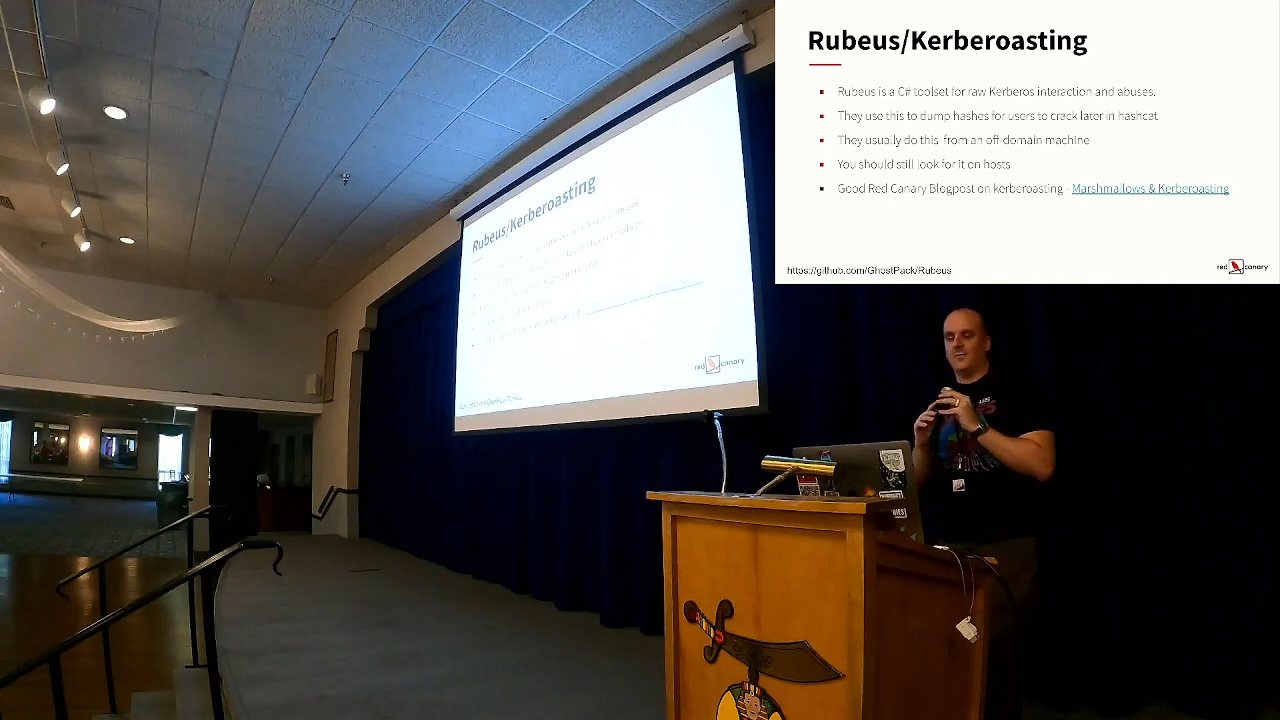 Rubeus/Kerberoasting
Rubeus is a C# toolset for raw Kerberos interaction and abuses.
They use this to dump hashes for users to crack later in hashcat
They usually do this from an off-domain machine
You should still look for it on hosts
Good Red Canary Blogpost on kerberoasting - Marshmallows & Kerberoasting
https://github.com/GhostPack/Rubeus
red canary
Rubeus/Kerberoasting
red canary